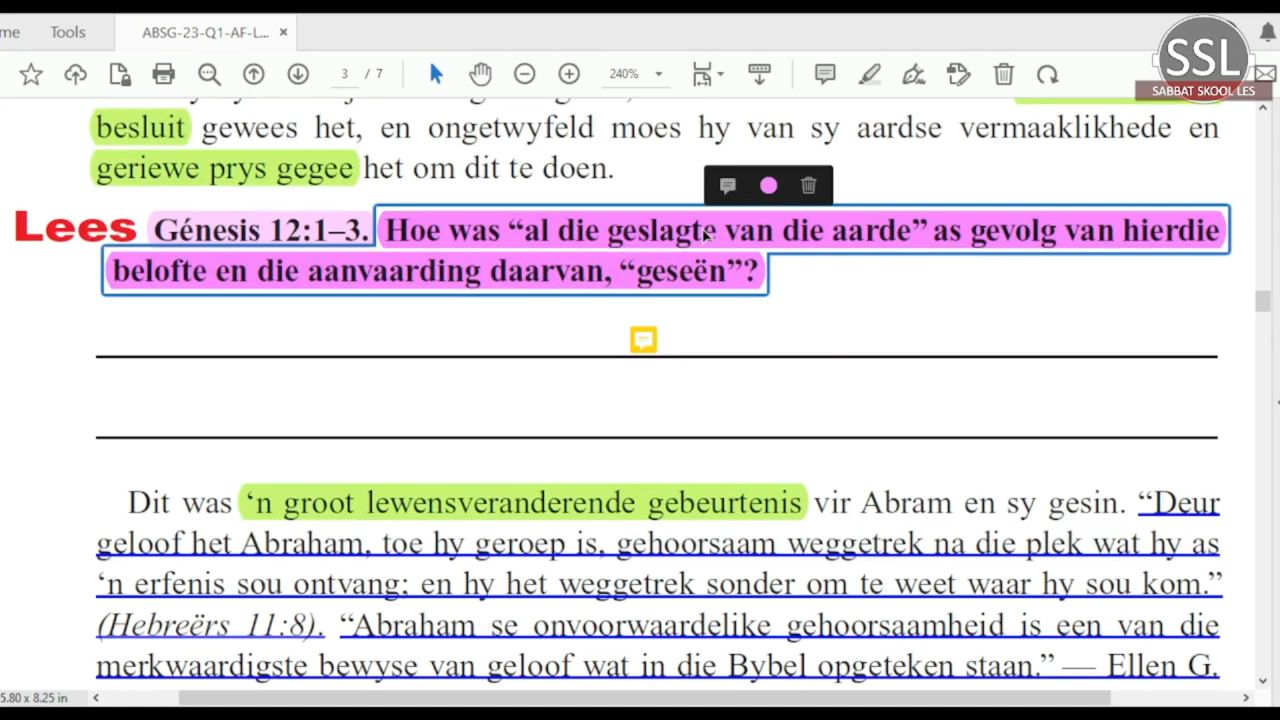 me Tools ABSG-23-Q1-AF-L... ×
3 / 7 240%
SSL
SABBAT SKOOL LES
besluit gewees het, en ongetwyfeld moes hy van sy aardse vermaaklikhede en
geriewe prys gegee het om dit te doen.
Lees Génesis 12:1–3. Hoe was “al die geslagte van die aarde” as gevolg van hierdie
belofte en die aanvaarding daarvan, “geseën”?
Dit was ‘n groot lewensveranderende gebeurtenis vir Abram en sy gesin. “Deur
geloof het Abraham, toe hy geroep is, gehoorsaam weggetrek na die plek wat hy as
‘n erfenis sou ontvang; en hy het weggetrek sonder om te weet waar hy sou kom.”
(Hebreërs 11:8). “Abraham se onvoorwaardelike gehoorsaamheid is een van die
merkwaardigste bewyse van geloof wat in die Bybel opgeteken staan.” — Ellen G.
5.80 x 8.25 in